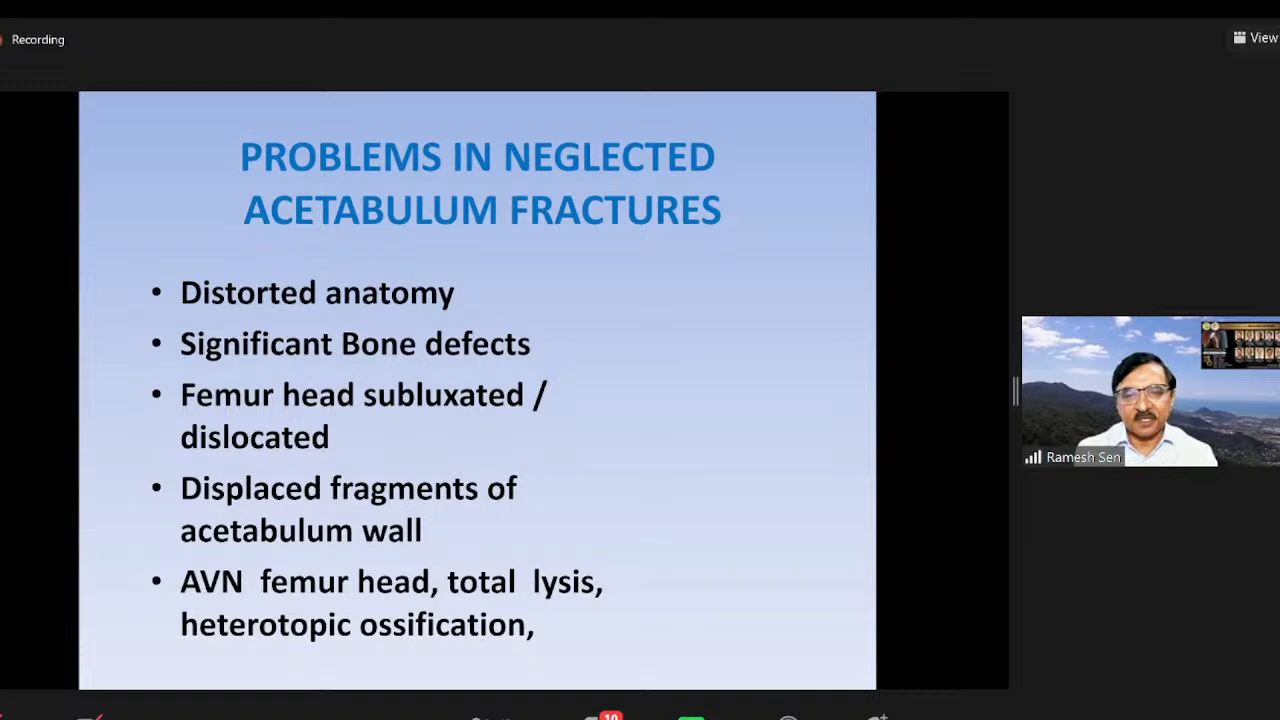 Recording
View
PROBLEMS IN NEGLECTED
ACETABULUM FRACTURES
• Distorted anatomy
• Significant Bone defects
• Femur head subluxated /
dislocated
• Displaced fragments of
acetabulum wall
• AVN femur head, total lysis,
heterotopic ossification,
Ramesh Sen
10